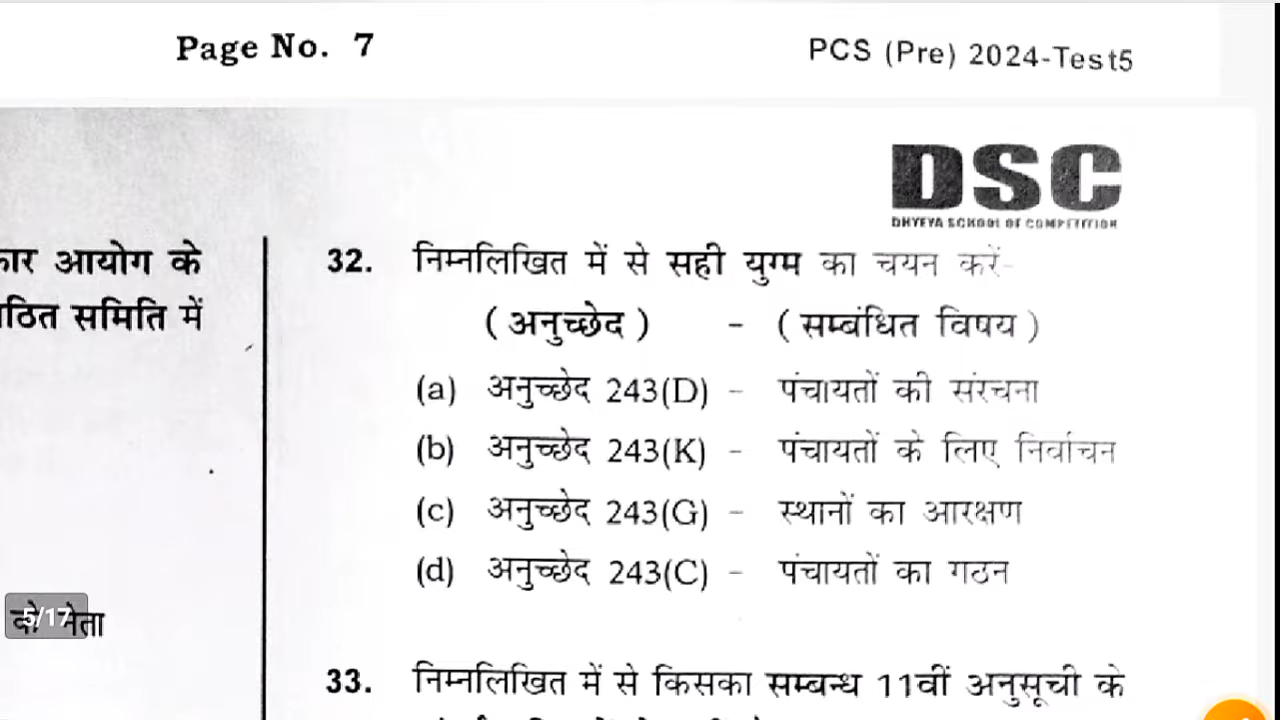 Page No. 7
PCS (Pre) 2024-Test5
DSC
DHYEYA SCHOOL OF COMPETITION
आयोग के
समिति में
को नेता
5/17
32. निम्नलिखित में से सही युग्म का चयन करें-
(अनुच्छेद) - (सम्बंधित विषय)
(a) अनुच्छेद 243(D) - पंचायतों की संरचना
(b) अनुच्छेद 243(K) - पंचायतों के लिए निर्वाचन
(c) अनुच्छेद 243(G) - स्थानों का आरक्षण
(d) अनुच्छेद 243(C) - पंचायतों का गठन
33. निम्नलिखित में से किसका सम्बन्ध 11वीं अनुसूची के